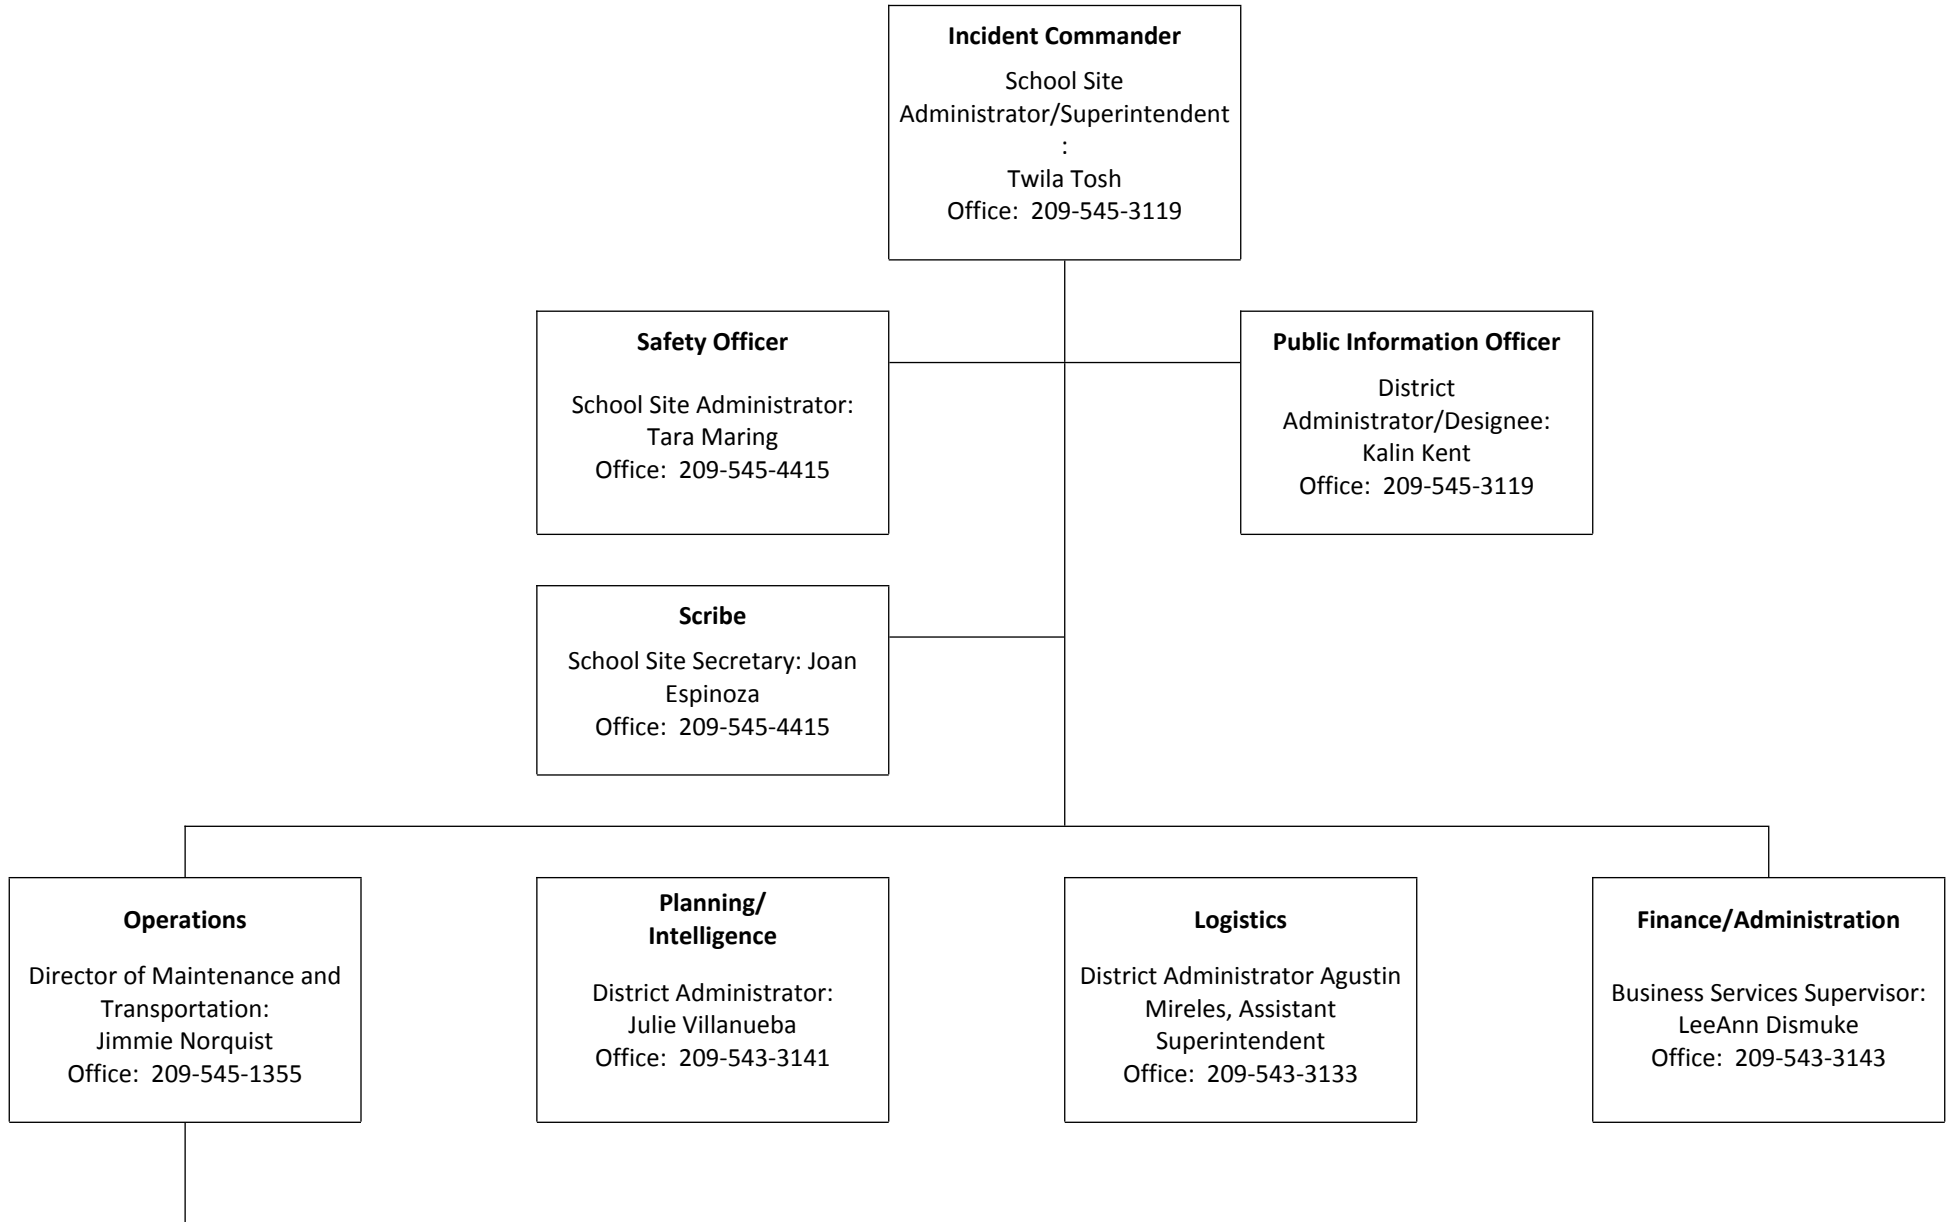 Incident Commander
School Site
Administrator/Superintendent
:
Twila Tosh
Office:  209-545-3119
Safety Officer
School Site Administrator:
Tara Maring
Office:  209-545-4415
Public Information Officer
District
Administrator/Designee:
Kalin Kent
Office:  209-545-3119
Scribe
School Site Secretary: Joan
Espinoza
Office:  209-545-4415
Operations
Director of Maintenance and
Transportation:
Jimmie Norquist
Office:  209-545-1355
Planning/
Intelligence
District Administrator:
Julie Villanueba
Office:  209-543-3141
Logistics
District Administrator Agustin
Mireles, Assistant
Superintendent
Office:  209-543-3133
Finance/Administration
Business Services Supervisor:
LeeAnn Dismuke
Office:  209-543-3143